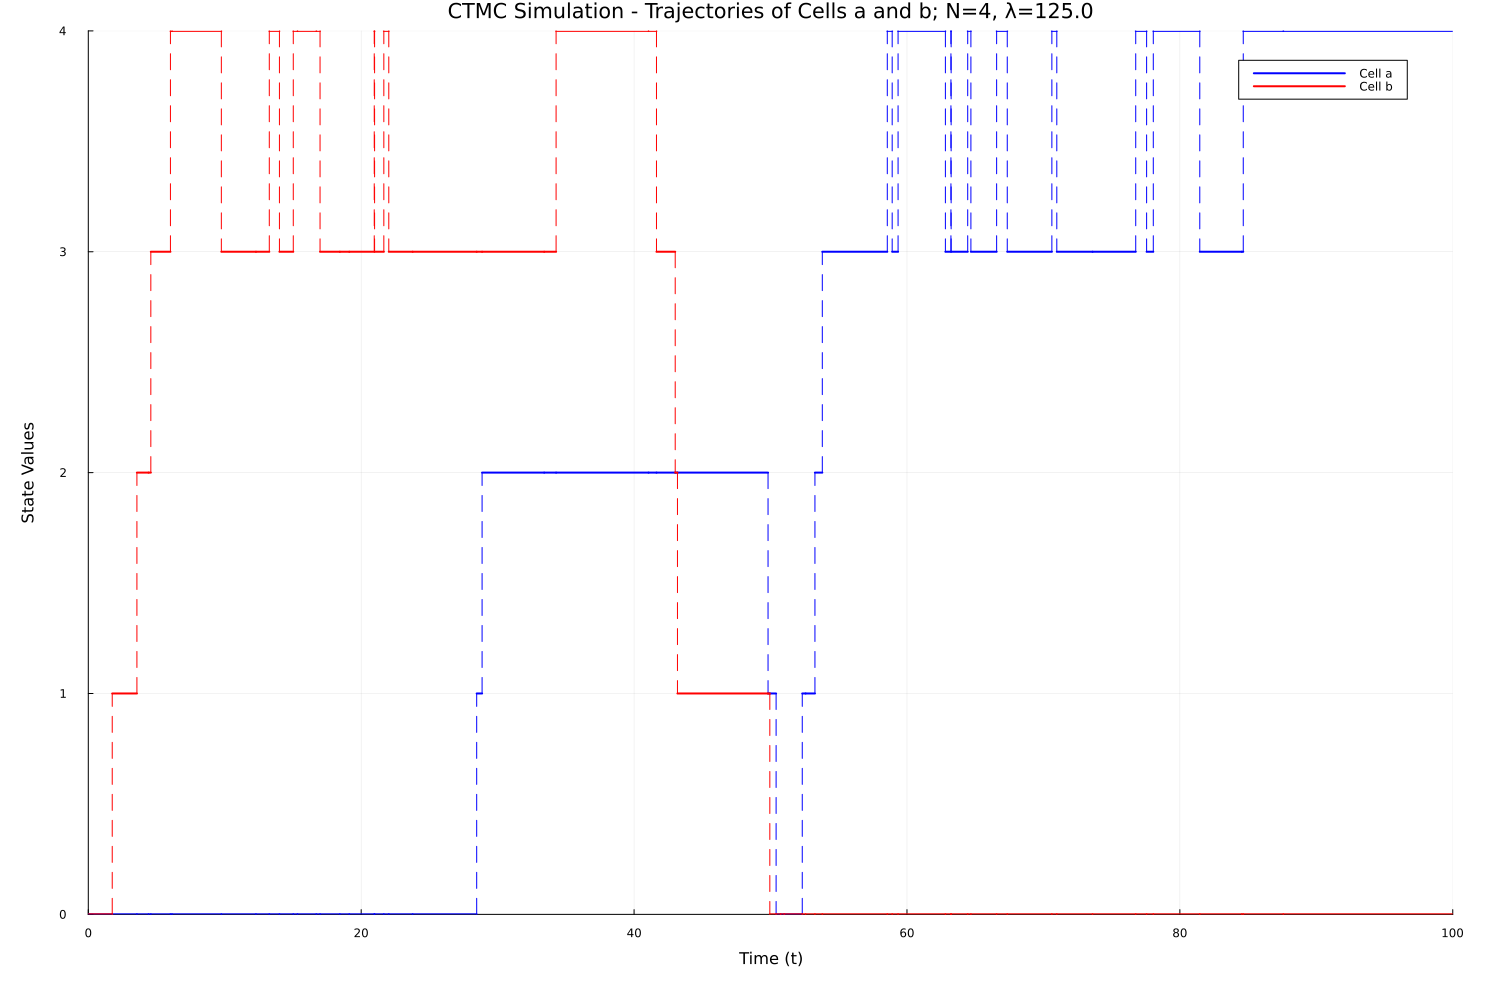 CTMC Simulation - Trajectories of Cells a and b; N=4, λ=125.0
4
Cell a
Cell b
3
State Values
2
1
0
0 20 40 60 80 100
Time (t)